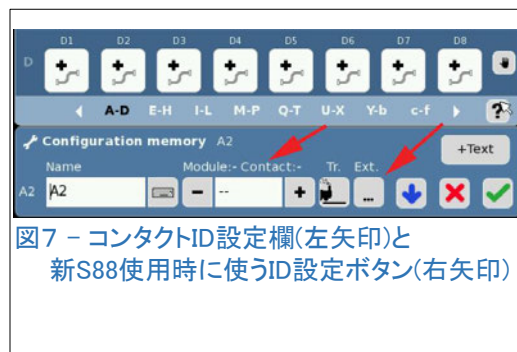 D1 D2 D3 D4 D5 D6 D7 D8
D
A-D E-H I-L M-P Q-T U-X Y-b c-f ?
Configuration memory A2
+Text
Name Module:- Contact:- Tr. Ext.
A2 A2 - -- + ...
図7 – コンタクトID設定欄(左矢印)と
新S88使用時に使うID設定ボタン(右矢印)